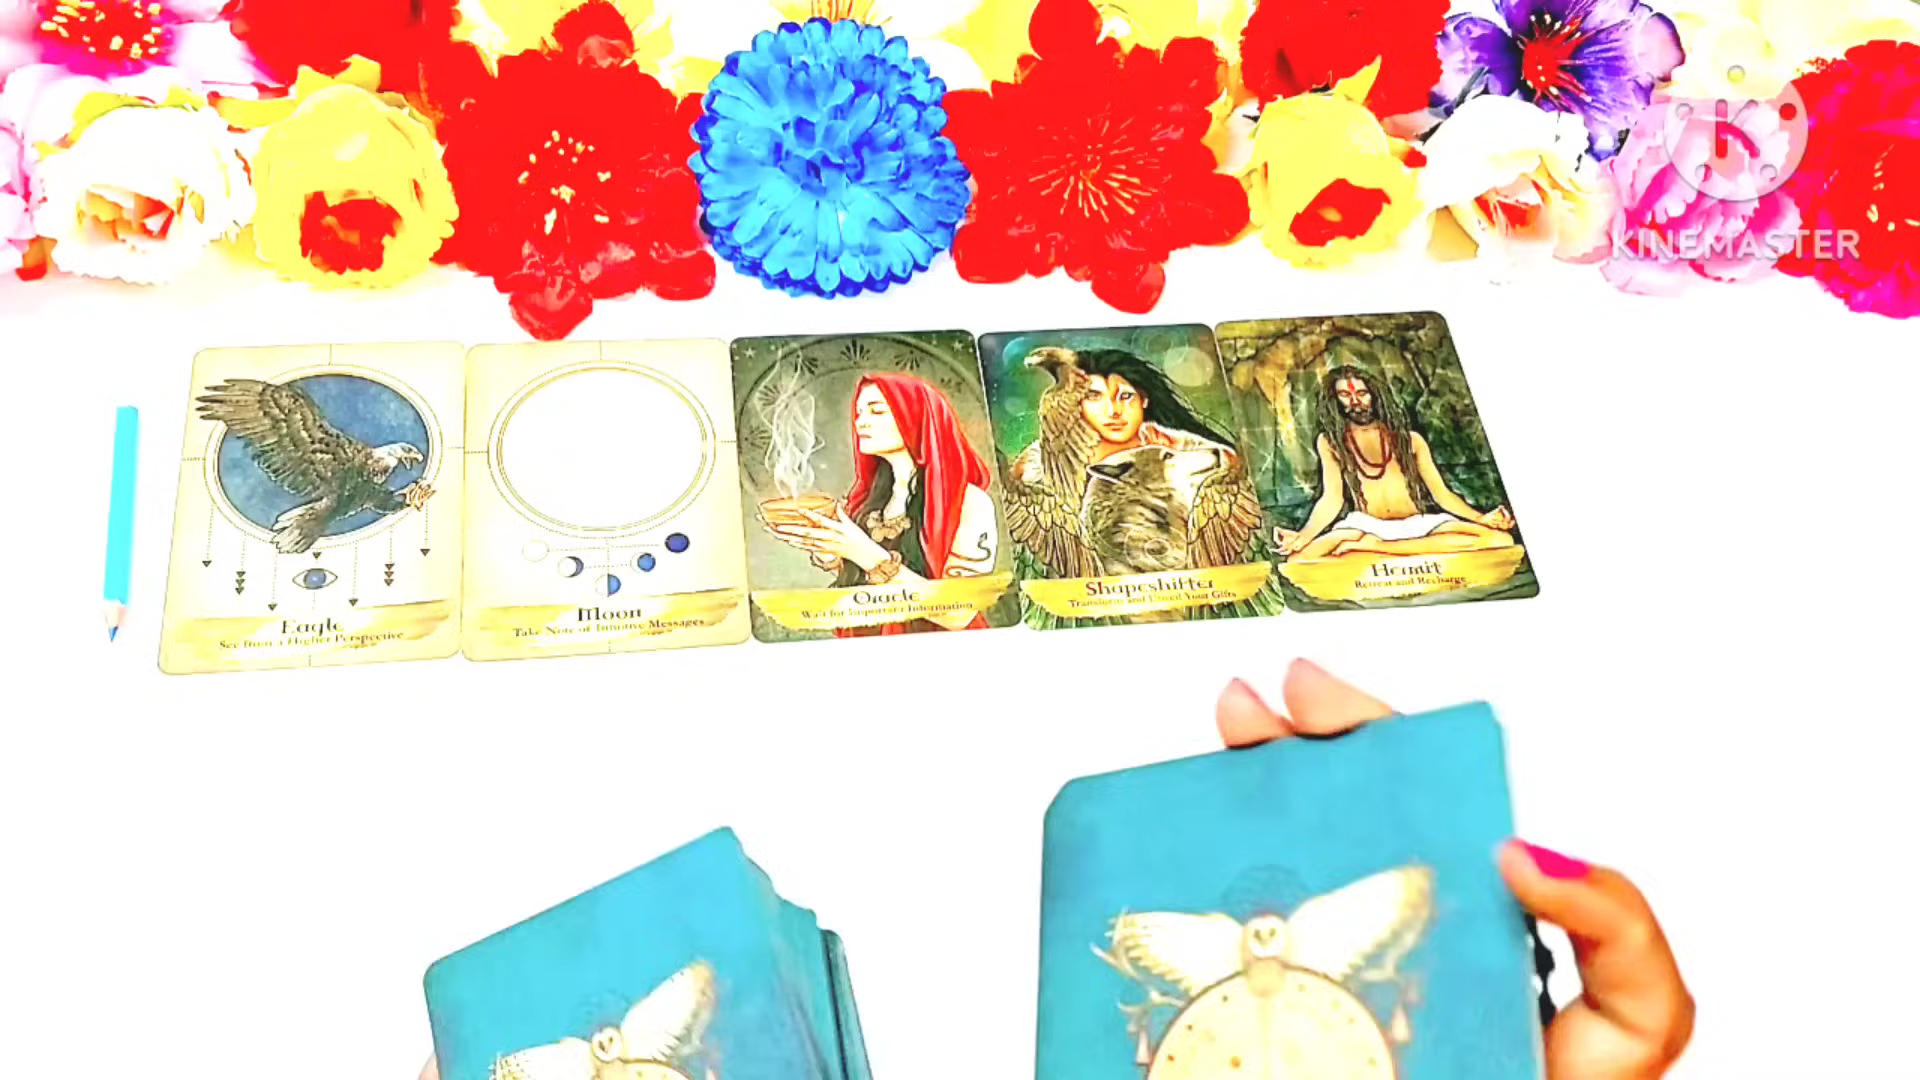 K
KINEMASTER
Eagle
See from a Higher Perspective
Moon
Take Note of Intuitive Messages
Oracle
Wait for Important Information
Shapeshifter
Transform and Unveil Your Gifts
Hermit
Retreat and Recharge